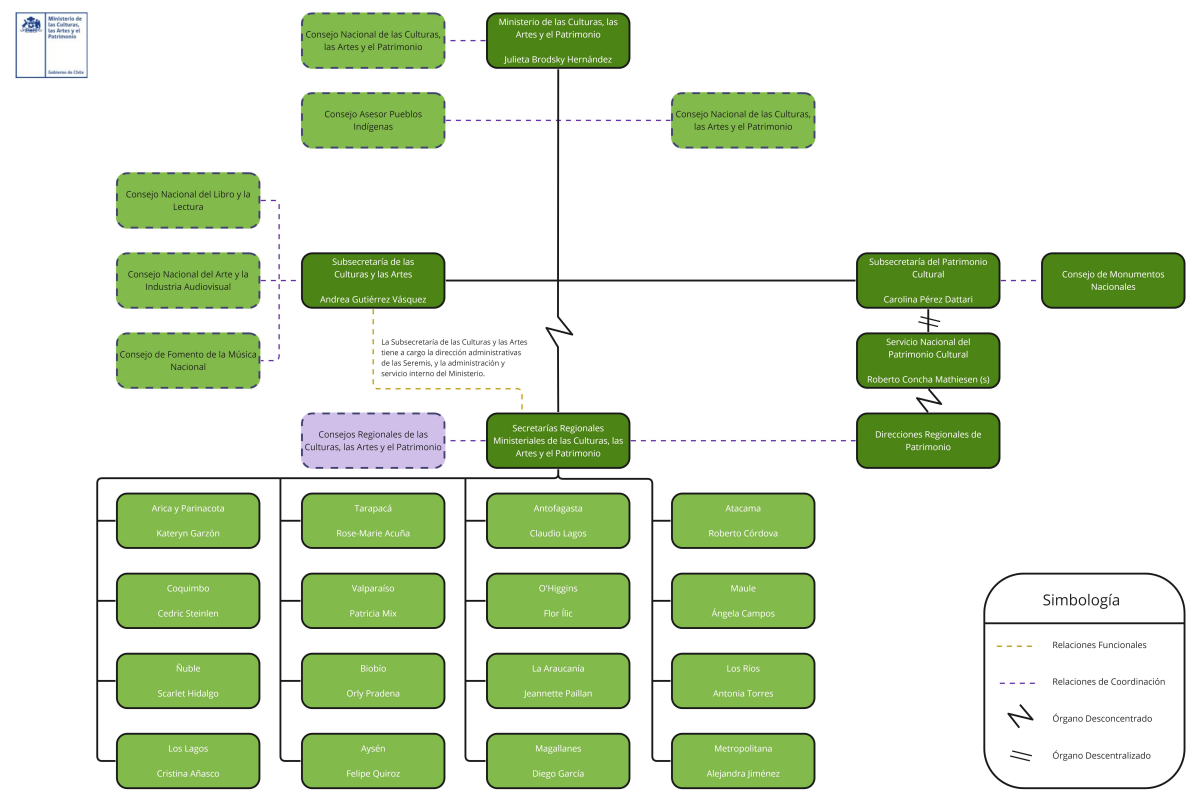 Ministerio de
las Culturas,
las Artes y el
Patrimonio
Gobierno de Chile
Consejo Nacional de las Culturas,
las Artes y el Patrimonio
Ministerio de las Culturas, las
Artes y el Patrimonio
Julieta Brodsky Hernández
Consejo Asesor Pueblos
Indígenas
Consejo Nacional de las Culturas,
las Artes y el Patrimonio
Consejo Nacional del Libro y la
Lectura
Consejo Nacional del Arte y la
Industria Audiovisual
Consejo de Fomento de la Música
Nacional
Subsecretaría de las
Culturas y las Artes
Andrea Gutiérrez Vásquez
Subsecretaría del Patrimonio
Cultural
Carolina Pérez Dattari
Consejo de Monumentos
Nacionales
La Subsecretaría de las Culturas y las Artes
tiene a cargo la dirección administrativas
de las Seremis, y la administración y
servicio interno del Ministerio.
Servicio Nacional del
Patrimonio Cultural
Roberto Concha Mathiesen (s)
Consejos Regionales de las
Culturas, las Artes y el Patrimonio
Secretarías Regionales
Ministeriales de las Culturas, las
Artes y el Patrimonio
Direcciones Regionales de
Patrimonio
Arica y Parinacota
Kateryn Garzón
Tarapacá
Rose-Marie Acuña
Antofagasta
Claudio Lagos
Atacama
Roberto Córdova
Coquimbo
Cedric Steinlen
Valparaíso
Patricia Mix
O'Higgins
Flor Ílic
Maule
Ángela Campos
Ñuble
Scarlet Hidalgo
Biobío
Orly Pradena
La Araucanía
Jeannette Paillan
Los Ríos
Antonia Torres
Los Lagos
Cristina Añasco
Aysén
Felipe Quiroz
Magallanes
Diego García
Metropolitana
Alejandra Jiménez
Simbología
Relaciones Funcionales
Relaciones de Coordinación
Órgano Desconcentrado
Órgano Descentralizado